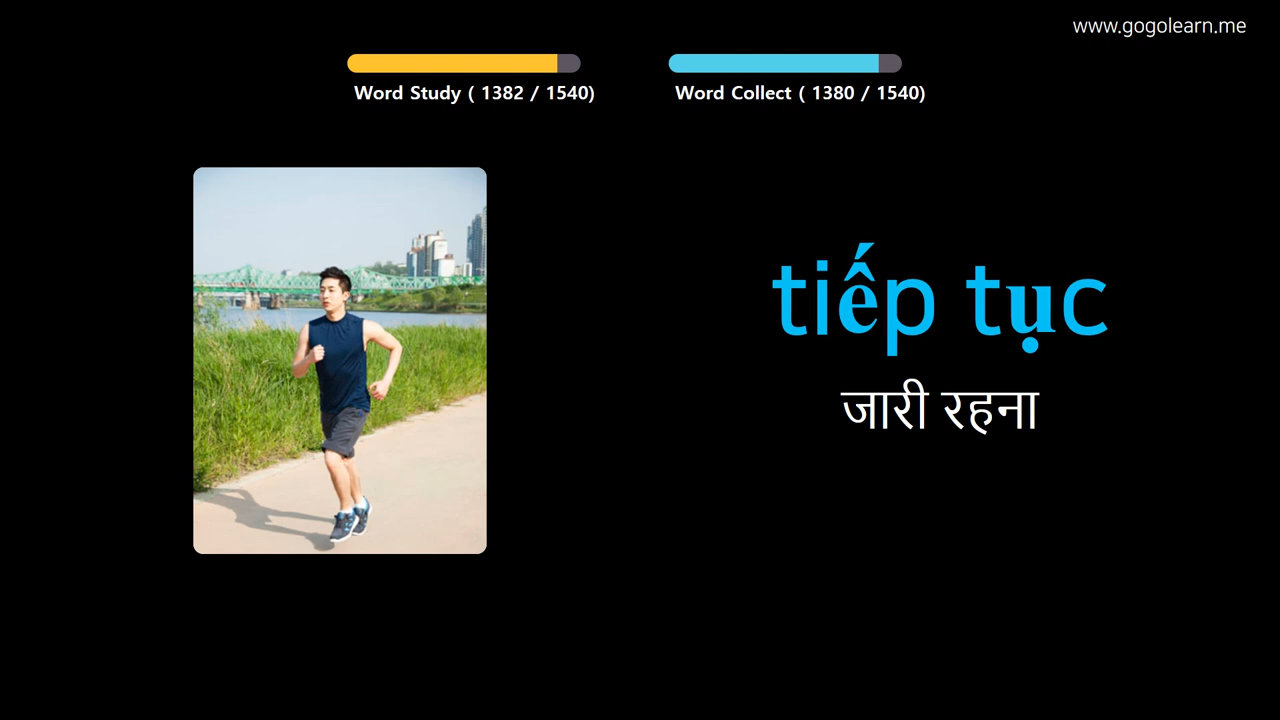 www.gogolearn.me
Word Study ( 1382 / 1540)
Word Collect ( 1380 / 1540)
tiếp tục
जारी रहना